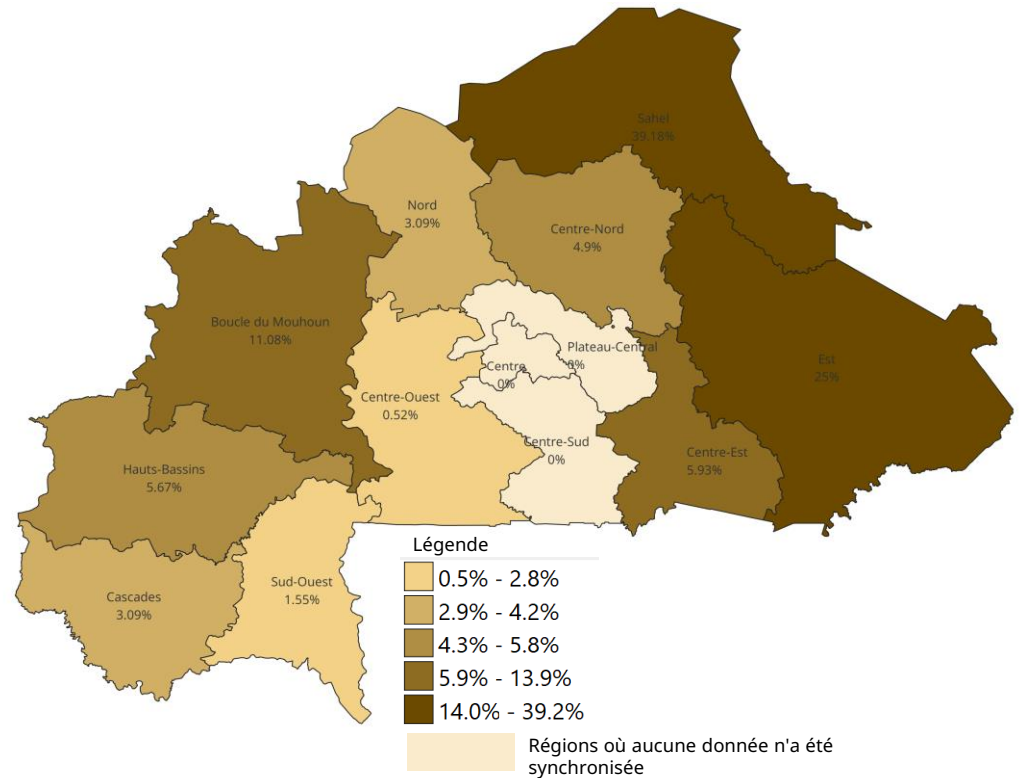 Sahel
39.18%
Nord
3.09%
Centre-Nord
4.9%
Boucle du Mouhoun
11.08%
Plateau-Central
0%
Centre
0%
Est
25%
Centre-Ouest
0.52%
Centre-Sud
0%
Centre-Est
5.93%
Hauts-Bassins
5.67%
Sud-Ouest
1.55%
Cascades
3.09%
Légende
0.5% - 2.8%
2.9% - 4.2%
4.3% - 5.8%
5.9% - 13.9%
14.0% - 39.2%
Régions où aucune donnée n'a été
synchronisée